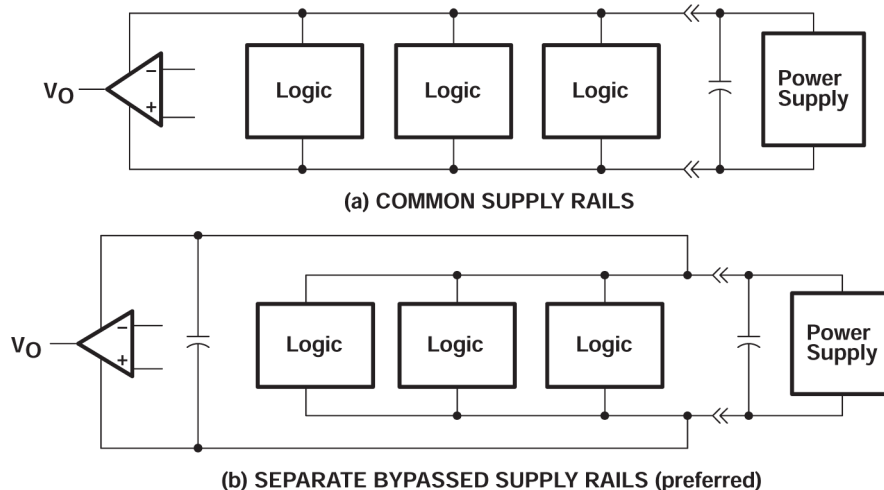 Logic Logic Logic Power
Supply
VO
−
+
(a) COMMON SUPPLY RAILS
Logic Logic Logic Power
Supply
VO
−
+
(b) SEPARATE BYPASSED SUPPLY RAILS (preferred)